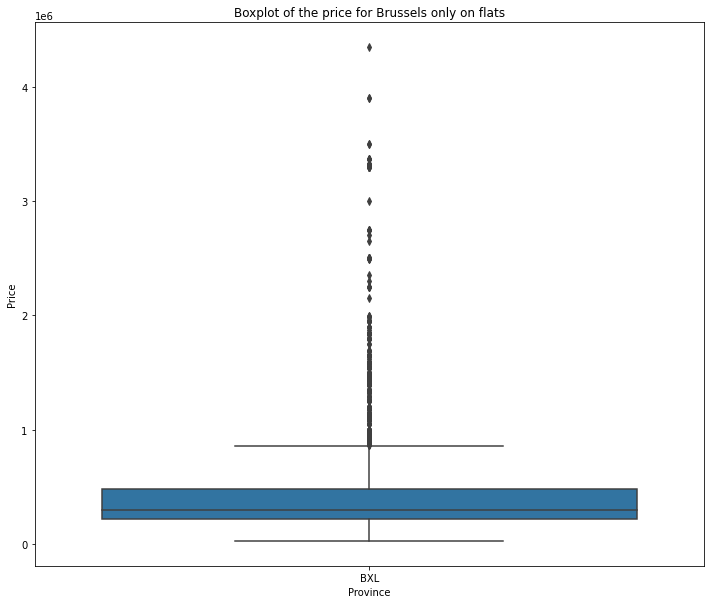 Boxplot of the price for Brussels only on flats
1e6
4
3
2
1
0
Price
BXL
Province